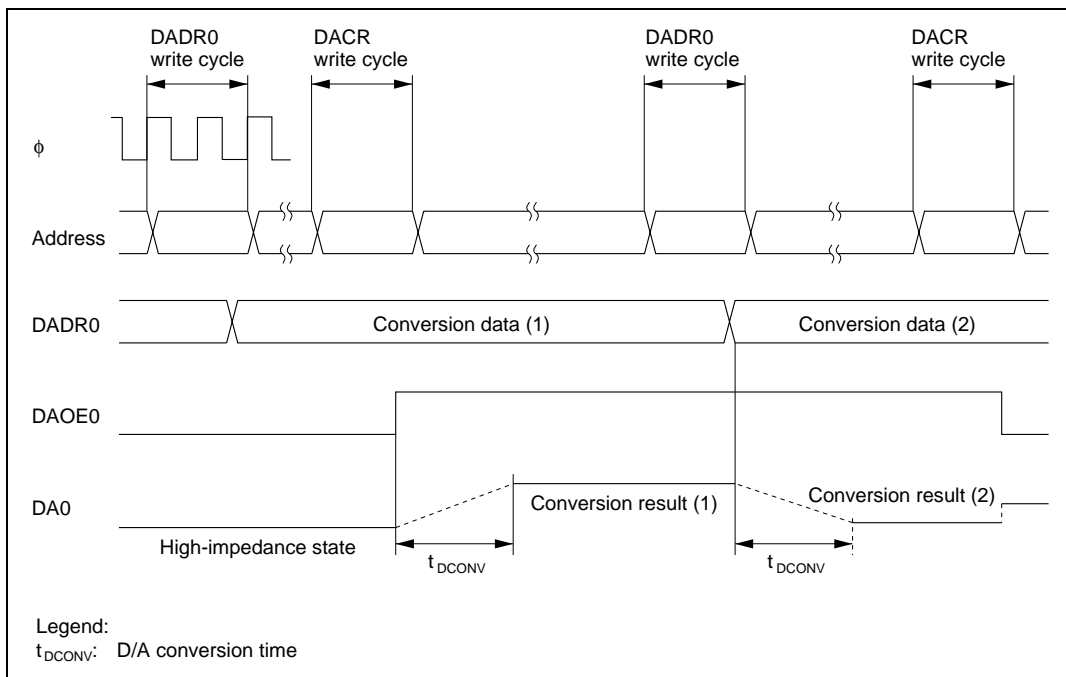 DADR0
write cycle
DACR
write cycle
DADR0
write cycle
DACR
write cycle
φ
Address
DADR0
Conversion data (1)
Conversion data (2)
DAOE0
DA0
Conversion result (1)
Conversion result (2)
High-impedance state
t DCONV
t DCONV
Legend:
t DCONV: D/A conversion time